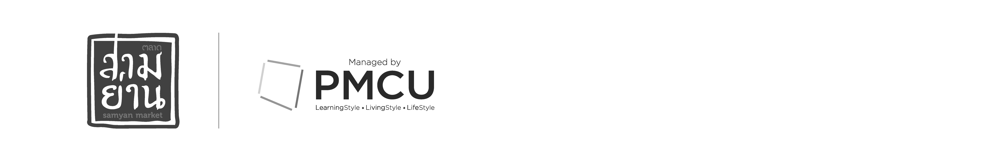 ตลาด
สาม
ย่าน
samyan market
Managed by
PMCU
LearningStyle ◆ LivingStyle ◆ LifeStyle